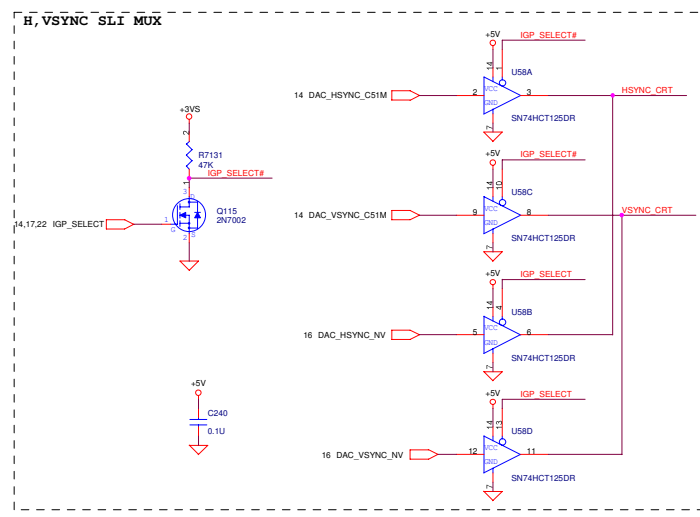 H,VSYNC SLI MUX
+5V
IGP_SELECT#
14
1
U58A
14 DAC_HSYNC_C51M
2
VCC
GND
3
HSYNC_CRT
7
SN74HCT125DR
+3VS
2
R7131
47K
1
IGP_SELECT#
+5V
IGP_SELECT#
14
10
U58C
14 DAC_VSYNC_C51M
9
VCC
GND
8
VSYNC_CRT
7
SN74HCT125DR
14,17,22 IGP_SELECT
1
G
3
D
S
2
Q115
2N7002
+5V
IGP_SELECT
14
4
U58B
16 DAC_HSYNC_NV
5
VCC
GND
6
7
SN74HCT125DR
+5V
C240
0.1U
+5V
IGP_SELECT
14
13
U58D
16 DAC_VSYNC_NV
12
VCC
GND
11
7
SN74HCT125DR